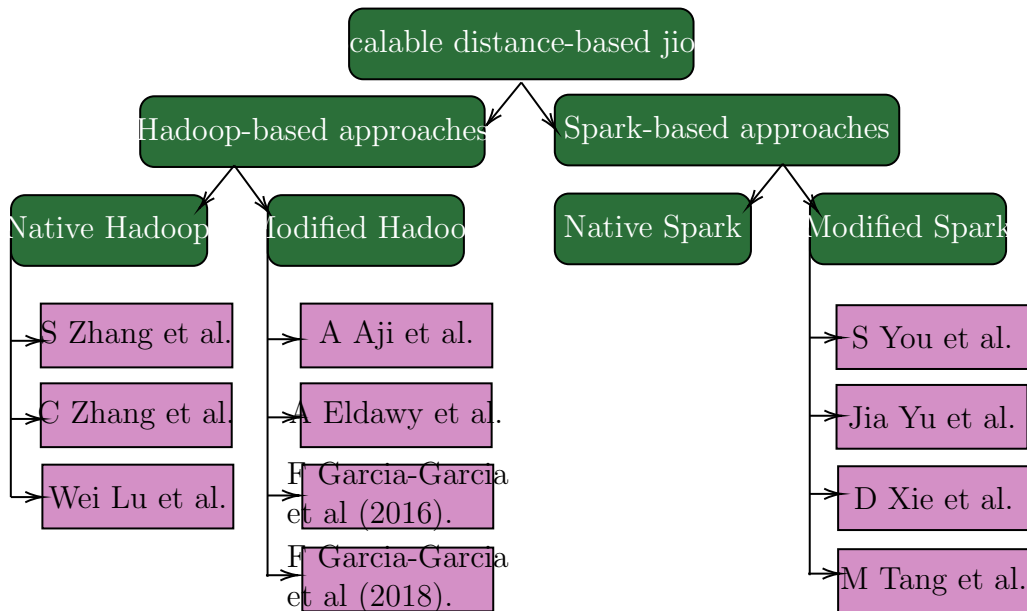 calable distance-based jio
Hadoop-based approaches
Spark-based approaches
Native Hadoop
Modified Hadoo
Native Spark
Modified Spark
S Zhang et al.
A Aji et al.
S You et al.
C Zhang et al.
A Eldawy et al.
Jia Yu et al.
Wei Lu et al.
F Garcia-Garcia
et al (2016).
D Xie et al.
F Garcia-Garcia
et al (2018).
M Tang et al.